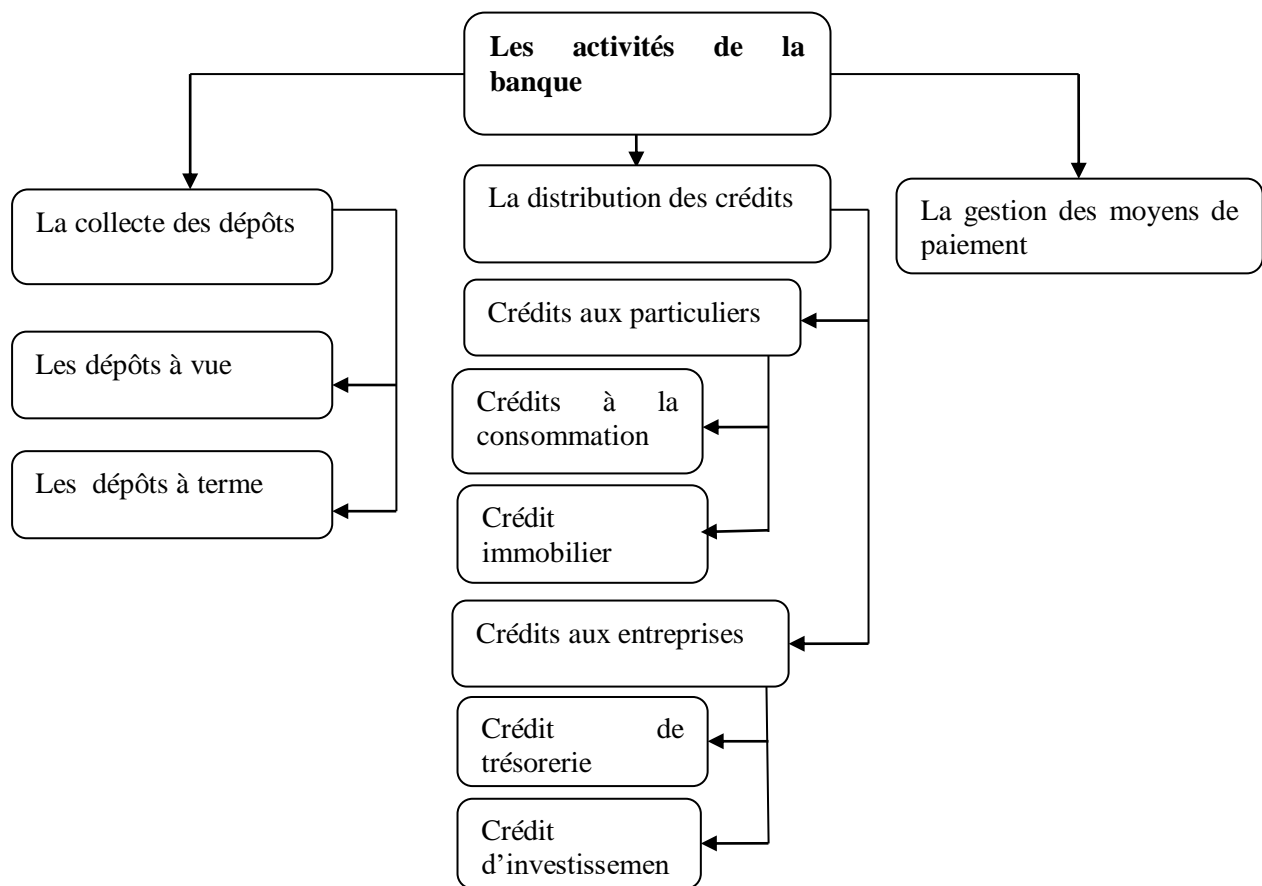 Les activités de la
banque
La collecte des dépôts
La distribution des crédits
La gestion des moyens de
paiement
Les dépôts à vue
Les dépôts à terme
Crédits aux particuliers
Crédits à la
consommation
Crédit
immobilier
Crédits aux entreprises
Crédit de
trésorerie
Crédit
d’investissemen